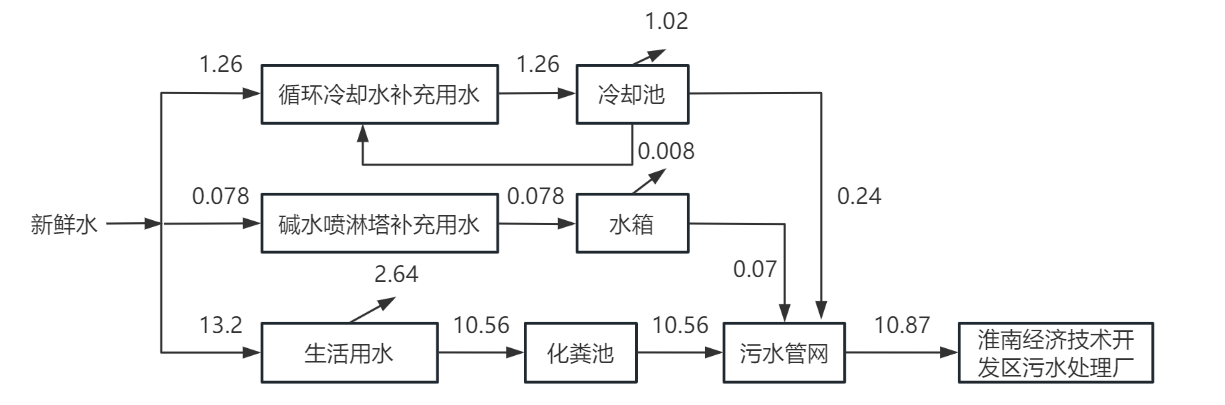 1.02
1.26
1.26
循环冷却水补充用水
冷却池
0.008
0.078
0.078
0.24
新鲜水
碱水喷淋塔补充用水
水箱
2.64
0.07
13.2
10.56
10.56
10.87
生活用水
化粪池
污水管网
淮南经济技术开
发区污水处理厂